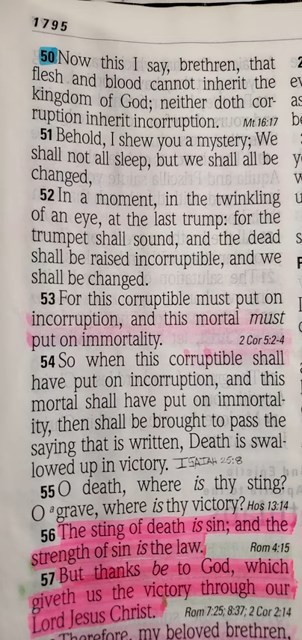 1795
50 Now this I say, brethren, that
flesh and blood cannot inherit the
kingdom of God; neither doth cor-
ruption inherit incorruption. Mt 16:17
51 Behold, I shew you a mystery; We
shall not all sleep, but we shall all be
changed,
52 In a moment, in the twinkling
of an eye, at the last trump: for the
trumpet shall sound, and the dead
shall be raised incorruptible, and we
shall be changed.
53 For this corruptible must put on
incorruption, and this mortal must
put on immortality. 2 Cor 5:2-4
54 So when this corruptible shall
have put on incorruption, and this
mortal shall have put on immortal-
ity, then shall be brought to pass the
saying that is written, Death is swal-
lowed up in victory. ISAIAH 25:8
55 O death, where is thy sting?
O a grave, where is thy victory? Hos 13:14
56 The sting of death is sin; and the
strength of sin is the law. Rom 4:15
57 But thanks be to God, which
giveth us the victory through our
Lord Jesus Christ. Rom 7:25; 8:37; 2 Cor 2:14
Therefore, my beloved brethren